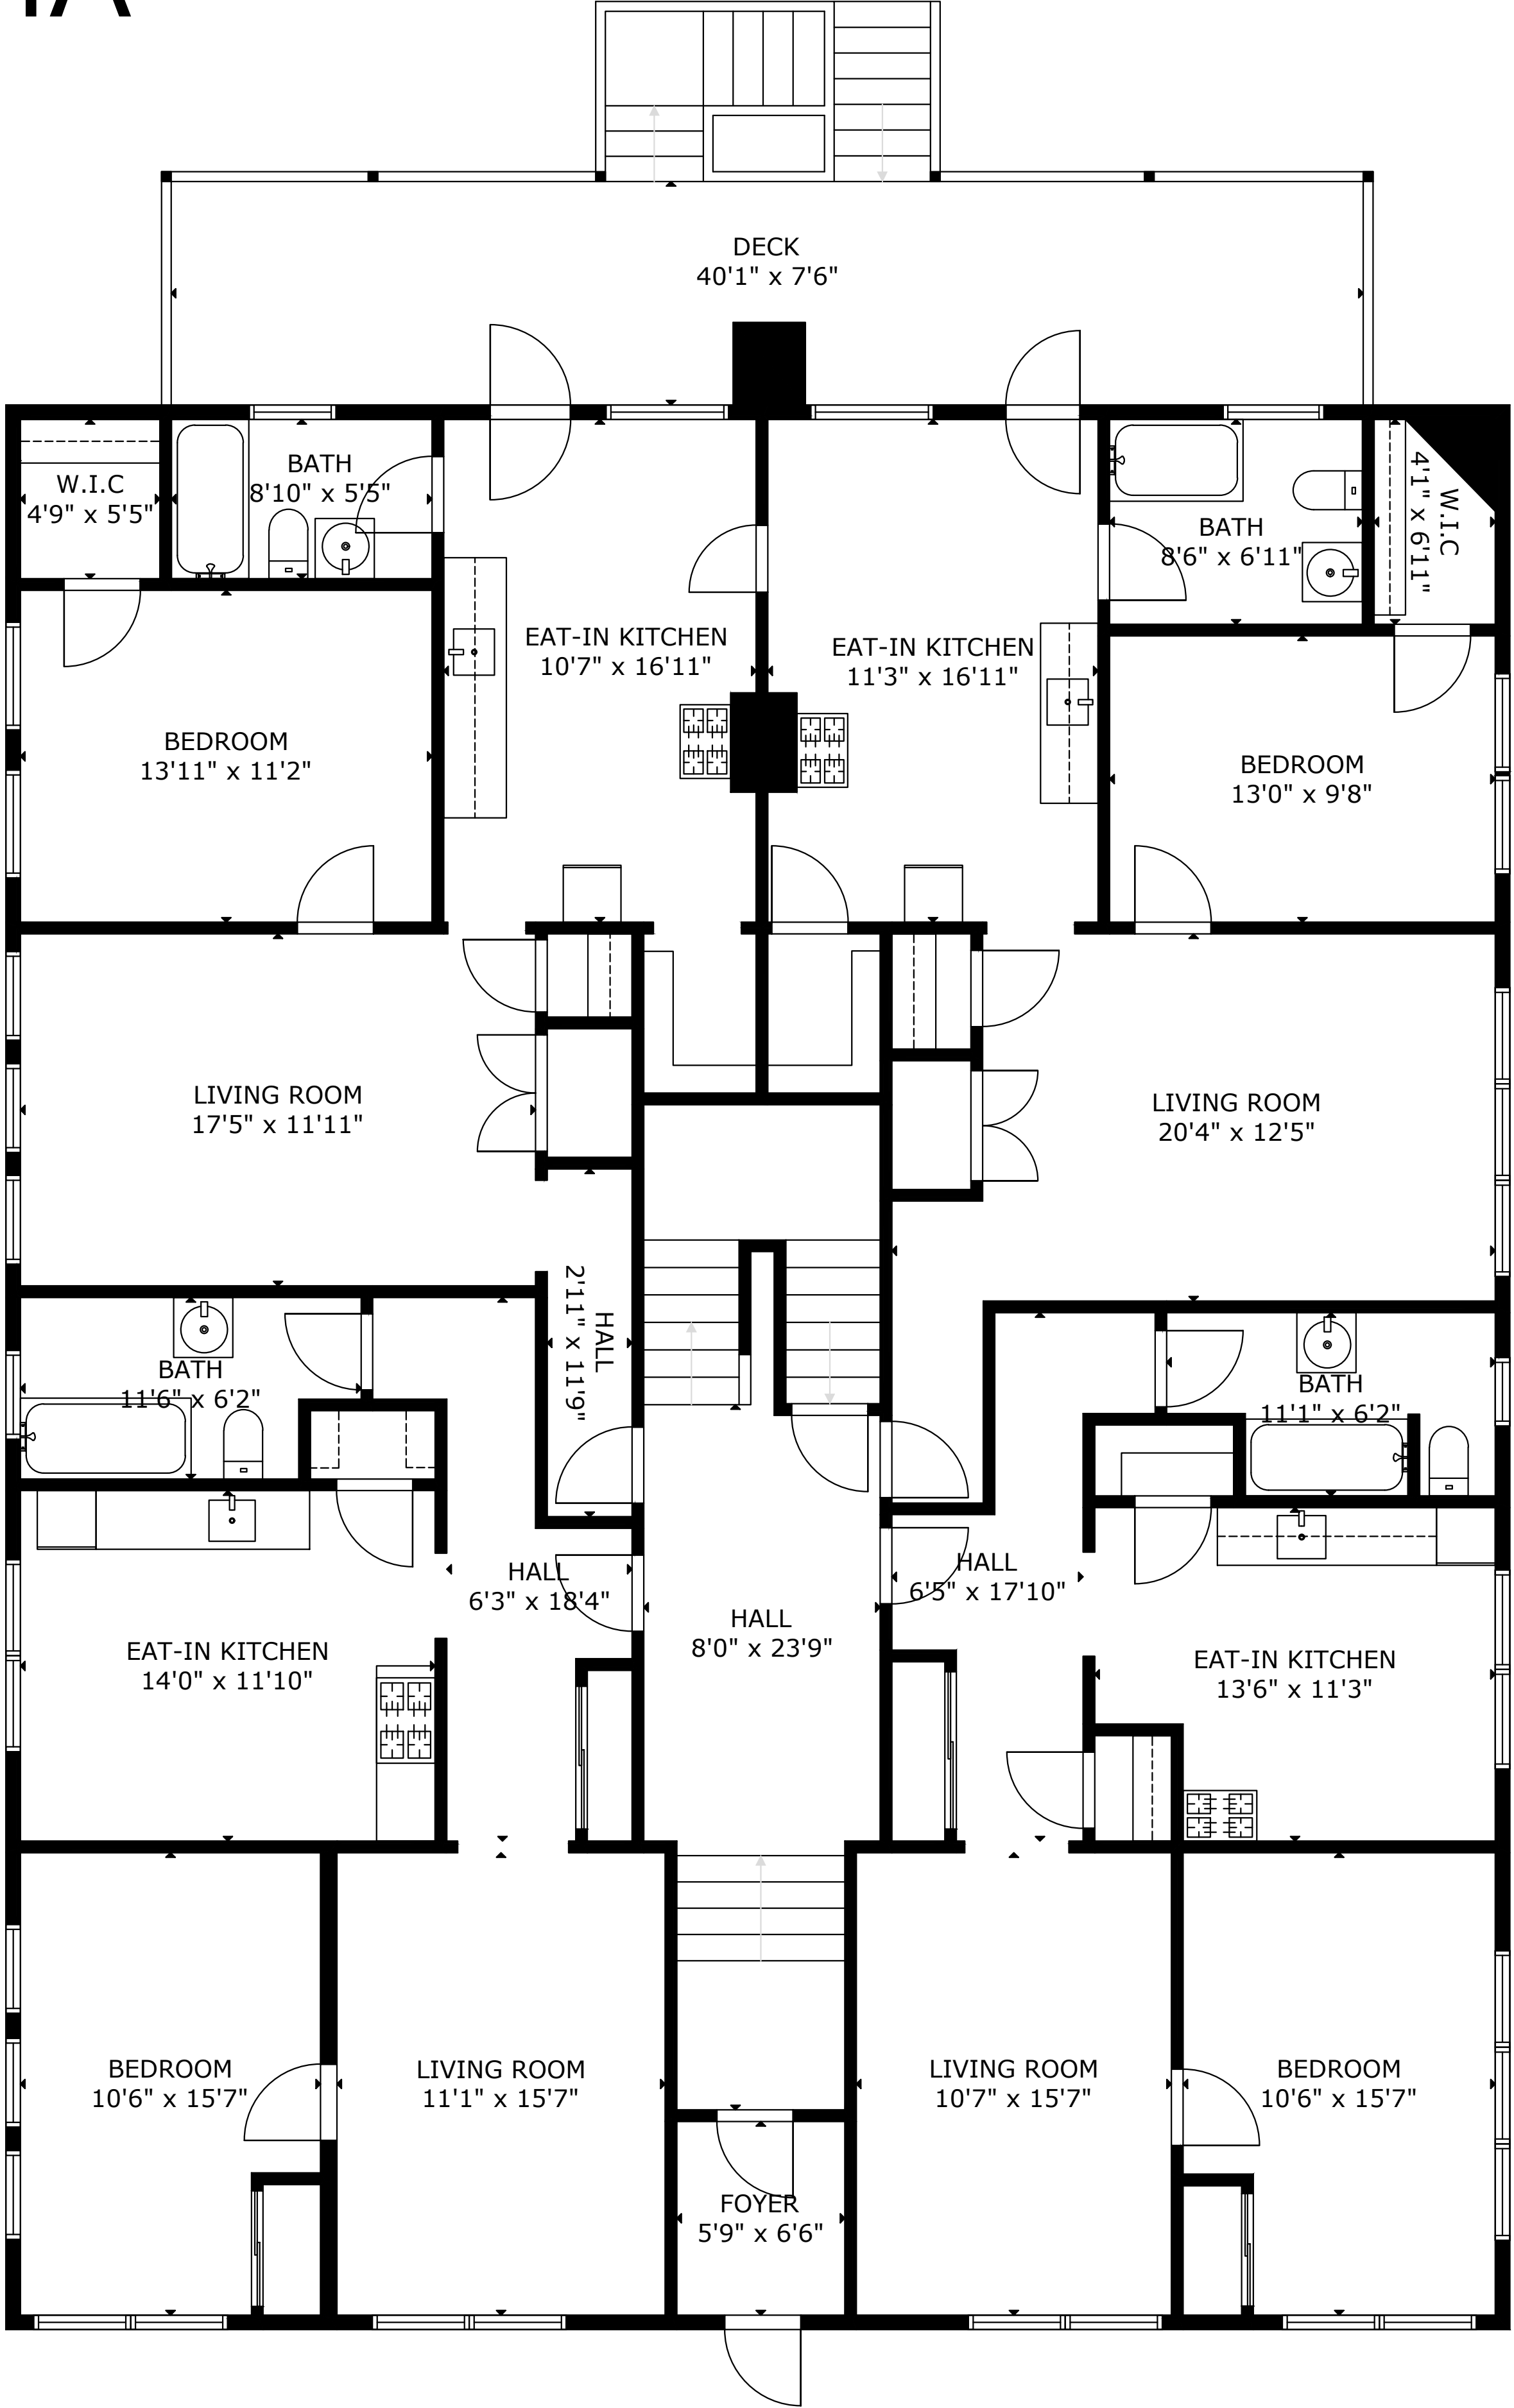 DECK
40'1" x 7'6"
W.I.C
4'9" x 5'5"
BATH
8'10" x 5'5"
BATH
8'6" x 6'11"
W.I.C
4'1" x 6'11"
EAT-IN KITCHEN
10'7" x 16'11"
EAT-IN KITCHEN
11'3" x 16'11"
BEDROOM
13'11" x 11'2"
BEDROOM
13'0" x 9'8"
LIVING ROOM
17'5" x 11'11"
LIVING ROOM
20'4" x 12'5"
HALL
2'11" x 11'9"
BATH
11'6" x 6'2"
BATH
11'1" x 6'2"
HALL
6'3" x 18'4"
HALL
6'5" x 17'10"
HALL
8'0" x 23'9"
EAT-IN KITCHEN
14'0" x 11'10"
EAT-IN KITCHEN
13'6" x 11'3"
BEDROOM
10'6" x 15'7"
LIVING ROOM
11'1" x 15'7"
LIVING ROOM
10'7" x 15'7"
BEDROOM
10'6" x 15'7"
FOYER
5'9" x 6'6"